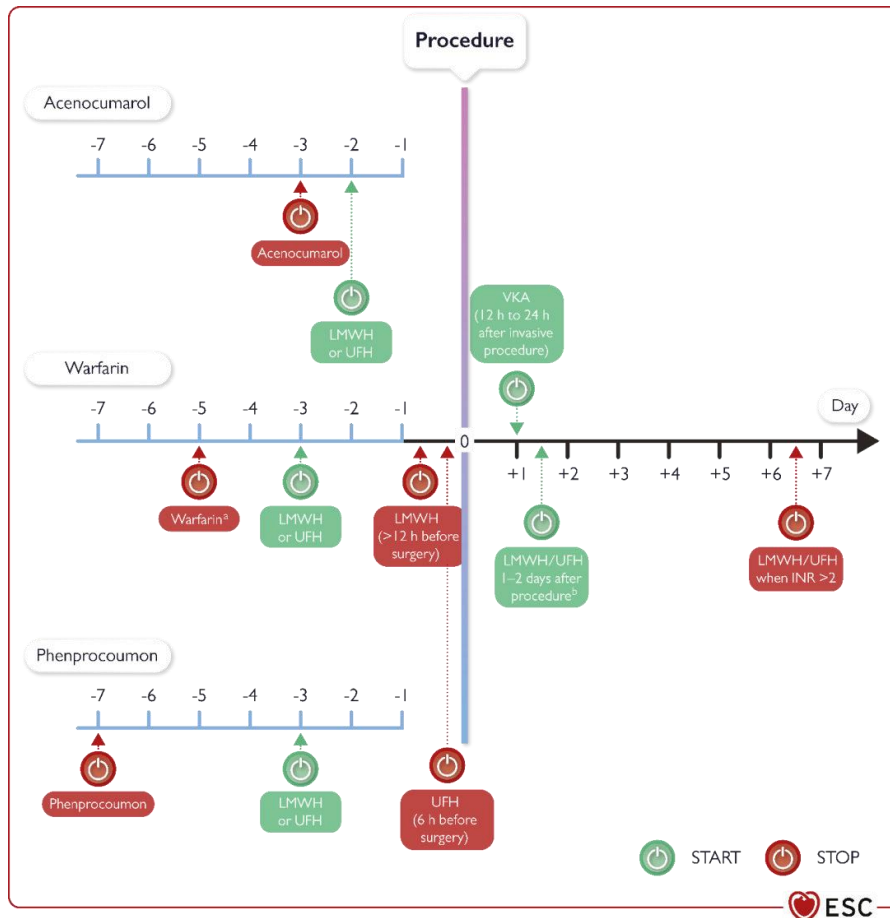 Procedure
Acenocumarol
-7 -6 -5 -4 -3 -2 -1
Acenocumarol
LMWH
or UFH
VKA
(12 h to 24 h
after invasive
procedure)
Warfarin
-7 -6 -5 -4 -3 -2 -1
Day
0
+1 +2 +3 +4 +5 +6 +7
Warfarinᵃ
LMWH
or UFH
LMWH
(>12 h before
surgery)
LMWH/UFH
1–2 days after
procedureᵇ
LMWH/UFH
when INR >2
Phenprocoumon
-7 -6 -5 -4 -3 -2 -1
Phenprocoumon
LMWH
or UFH
UFH
(6 h before
surgery)
START
STOP
ESC